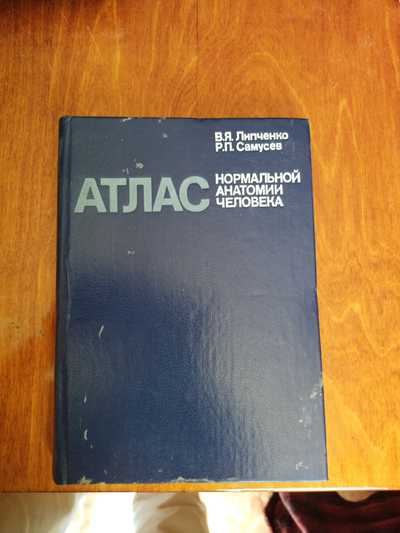 В.Я. Липченко
Р.П. Самусев
АТЛАС
НОРМАЛЬНОЙ
АНАТОМИИ
ЧЕЛОВЕКА